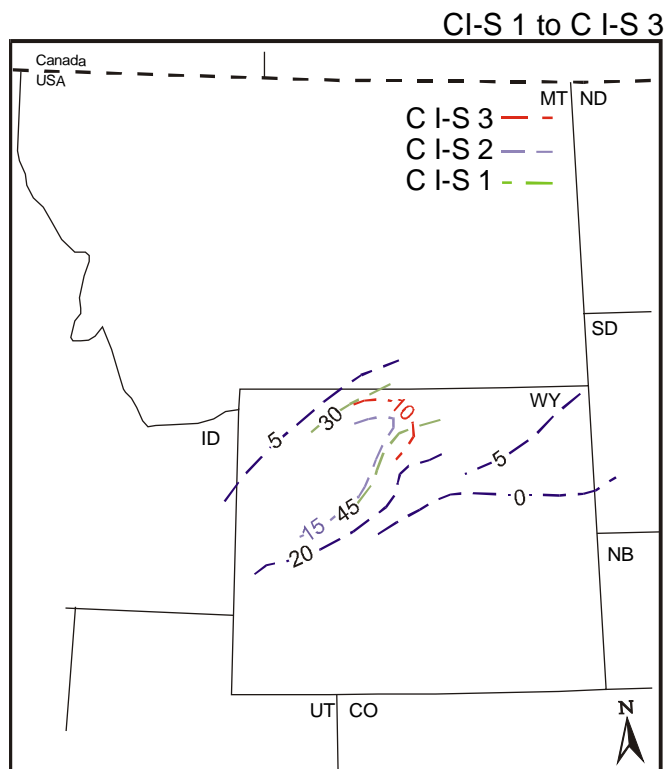 CI-S 1 to C I-S 3
Canada
USA
MT ND
C I-S 3
C I-S 2
C I-S 1
SD
WY
10
30
5
ID
5
0
45
15
20
NB
UT CO
N